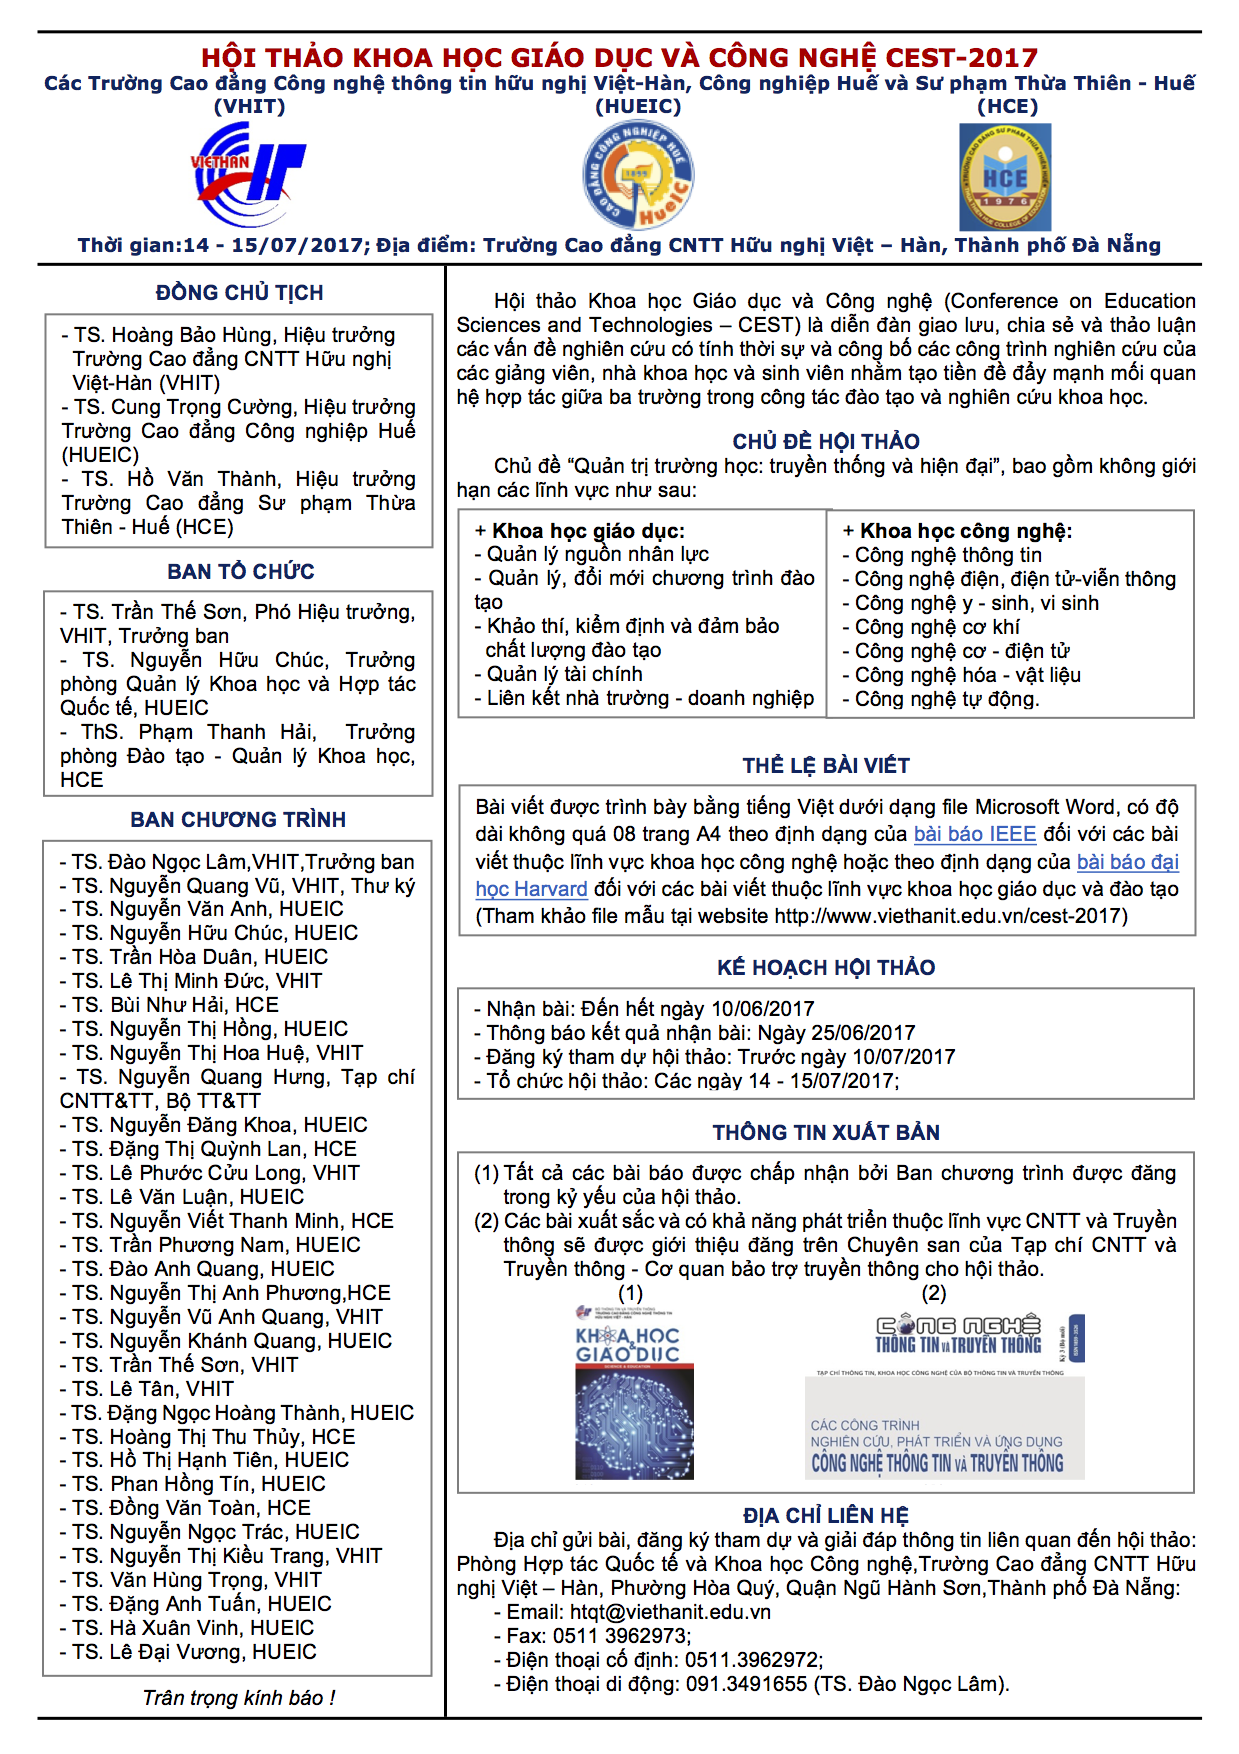 HỘI THẢO KHOA HỌC GIÁO DỤC VÀ CÔNG NGHỆ CEST-2017
Các Trường Cao đẳng Công nghệ thông tin hữu nghị Việt-Hàn, Công nghiệp Huế và Sư phạm Thừa Thiên - Huế
(VHIT) (HUEIC) (HCE)
VIETHAN IT
CAO ĐẲNG CÔNG NGHIỆP HUẾ
1899
HueIC
TRƯỜNG CAO ĐẲNG SƯ PHẠM THỪA THIÊN HUẾ
HCE
1976
THUA THIEN HUE COLLEGE OF EDUCATION
Thời gian:14 - 15/07/2017; Địa điểm: Trường Cao đẳng CNTT Hữu nghị Việt – Hàn, Thành phố Đà Nẵng
ĐỒNG CHỦ TỊCH
- TS. Hoàng Bảo Hùng, Hiệu trưởng
Trường Cao đẳng CNTT Hữu nghị
Việt-Hàn (VHIT)
- TS. Cung Trọng Cường, Hiệu trưởng
Trường Cao đẳng Công nghiệp Huế
(HUEIC)
- TS. Hồ Văn Thành, Hiệu trưởng
Trường Cao đẳng Sư phạm Thừa
Thiên - Huế (HCE)
BAN TỔ CHỨC
- TS. Trần Thế Sơn, Phó Hiệu trưởng,
VHIT, Trưởng ban
- TS. Nguyễn Hữu Chúc, Trưởng
phòng Quản lý Khoa học và Hợp tác
Quốc tế, HUEIC
- ThS. Phạm Thanh Hải, Trưởng
phòng Đào tạo - Quản lý Khoa học,
HCE
BAN CHƯƠNG TRÌNH
- TS. Đào Ngọc Lâm,VHIT,Trưởng ban
- TS. Nguyễn Quang Vũ, VHIT, Thư ký
- TS. Nguyễn Văn Anh, HUEIC
- TS. Nguyễn Hữu Chúc, HUEIC
- TS. Trần Hòa Duân, HUEIC
- TS. Lê Thị Minh Đức, VHIT
- TS. Bùi Như Hải, HCE
- TS. Nguyễn Thị Hồng, HUEIC
- TS. Nguyễn Thị Hoa Huệ, VHIT
- TS. Nguyễn Quang Hưng, Tạp chí
CNTT&TT, Bộ TT&TT
- TS. Nguyễn Đăng Khoa, HUEIC
- TS. Đặng Thị Quỳnh Lan, HCE
- TS. Lê Phước Cửu Long, VHIT
- TS. Lê Văn Luận, HUEIC
- TS. Nguyễn Viết Thanh Minh, HCE
- TS. Trần Phương Nam, HUEIC
- TS. Đào Anh Quang, HUEIC
- TS. Nguyễn Thị Anh Phương,HCE
- TS. Nguyễn Vũ Anh Quang, VHIT
- TS. Nguyễn Khánh Quang, HUEIC
- TS. Trần Thế Sơn, VHIT
- TS. Lê Tân, VHIT
- TS. Đặng Ngọc Hoàng Thành, HUEIC
- TS. Hoàng Thị Thu Thủy, HCE
- TS. Hồ Thị Hạnh Tiên, HUEIC
- TS. Phan Hồng Tín, HUEIC
- TS. Đồng Văn Toàn, HCE
- TS. Nguyễn Ngọc Trác, HUEIC
- TS. Nguyễn Thị Kiều Trang, VHIT
- TS. Văn Hùng Trọng, VHIT
- TS. Đặng Anh Tuấn, HUEIC
- TS. Hà Xuân Vinh, HUEIC
- TS. Lê Đại Vương, HUEIC
Trân trọng kính báo !
Hội thảo Khoa học Giáo dục và Công nghệ (Conference on Education
Sciences and Technologies – CEST) là diễn đàn giao lưu, chia sẻ và thảo luận
các vấn đề nghiên cứu có tính thời sự và công bố các công trình nghiên cứu của
các giảng viên, nhà khoa học và sinh viên nhằm tạo tiền đề đẩy mạnh mối quan
hệ hợp tác giữa ba trường trong công tác đào tạo và nghiên cứu khoa học.
CHỦ ĐỀ HỘI THẢO
Chủ đề “Quản trị trường học: truyền thống và hiện đại”, bao gồm không giới
hạn các lĩnh vực như sau:
+ Khoa học giáo dục:
- Quản lý nguồn nhân lực
- Quản lý, đổi mới chương trình đào
tạo
- Khảo thí, kiểm định và đảm bảo
chất lượng đào tạo
- Quản lý tài chính
- Liên kết nhà trường - doanh nghiệp
+ Khoa học công nghệ:
- Công nghệ thông tin
- Công nghệ điện, điện tử-viễn thông
- Công nghệ y - sinh, vi sinh
- Công nghệ cơ khí
- Công nghệ cơ - điện tử
- Công nghệ hóa - vật liệu
- Công nghệ tự động.
THỂ LỆ BÀI VIẾT
Bài viết được trình bày bằng tiếng Việt dưới dạng file Microsoft Word, có độ
dài không quá 08 trang A4 theo định dạng của bài báo IEEE đối với các bài
viết thuộc lĩnh vực khoa học công nghệ hoặc theo định dạng của bài báo đại
học Harvard đối với các bài viết thuộc lĩnh vực khoa học giáo dục và đào tạo
(Tham khảo file mẫu tại website http://www.viethanit.edu.vn/cest-2017)
KẾ HOẠCH HỘI THẢO
- Nhận bài: Đến hết ngày 10/06/2017
- Thông báo kết quả nhận bài: Ngày 25/06/2017
- Đăng ký tham dự hội thảo: Trước ngày 10/07/2017
- Tổ chức hội thảo: Các ngày 14 - 15/07/2017;
THÔNG TIN XUẤT BẢN
(1) Tất cả các bài báo được chấp nhận bởi Ban chương trình được đăng
trong kỷ yếu của hội thảo.
(2) Các bài xuất sắc và có khả năng phát triển thuộc lĩnh vực CNTT và Truyền
thông sẽ được giới thiệu đăng trên Chuyên san của Tạp chí CNTT và
Truyền thông - Cơ quan bảo trợ truyền thông cho hội thảo.
(1) (2)
BỘ THÔNG TIN VÀ TRUYỀN THÔNG
TRƯỜNG CAO ĐẲNG CÔNG NGHỆ THÔNG TIN
HỮU NGHỊ VIỆT - HÀN
KHOA HỌC
& GIÁO DỤC
SCIENCE & EDUCATION
CÔNG NGHỆ
THÔNG TIN VÀ TRUYỀN THÔNG
TẠP CHÍ THÔNG TIN, KHOA HỌC CÔNG NGHỆ CỦA BỘ THÔNG TIN VÀ TRUYỀN THÔNG
CÁC CÔNG TRÌNH
NGHIÊN CỨU, PHÁT TRIỂN VÀ ỨNG DỤNG
CÔNG NGHỆ THÔNG TIN VÀ TRUYỀN THÔNG
ĐỊA CHỈ LIÊN HỆ
Địa chỉ gửi bài, đăng ký tham dự và giải đáp thông tin liên quan đến hội thảo:
Phòng Hợp tác Quốc tế và Khoa học Công nghệ,Trường Cao đẳng CNTT Hữu
nghị Việt – Hàn, Phường Hòa Quý, Quận Ngũ Hành Sơn,Thành phố Đà Nẵng:
- Email: htqt@viethanit.edu.vn
- Fax: 0511 3962973;
- Điện thoại cố định: 0511.3962972;
- Điện thoại di động: 091.3491655 (TS. Đào Ngọc Lâm).